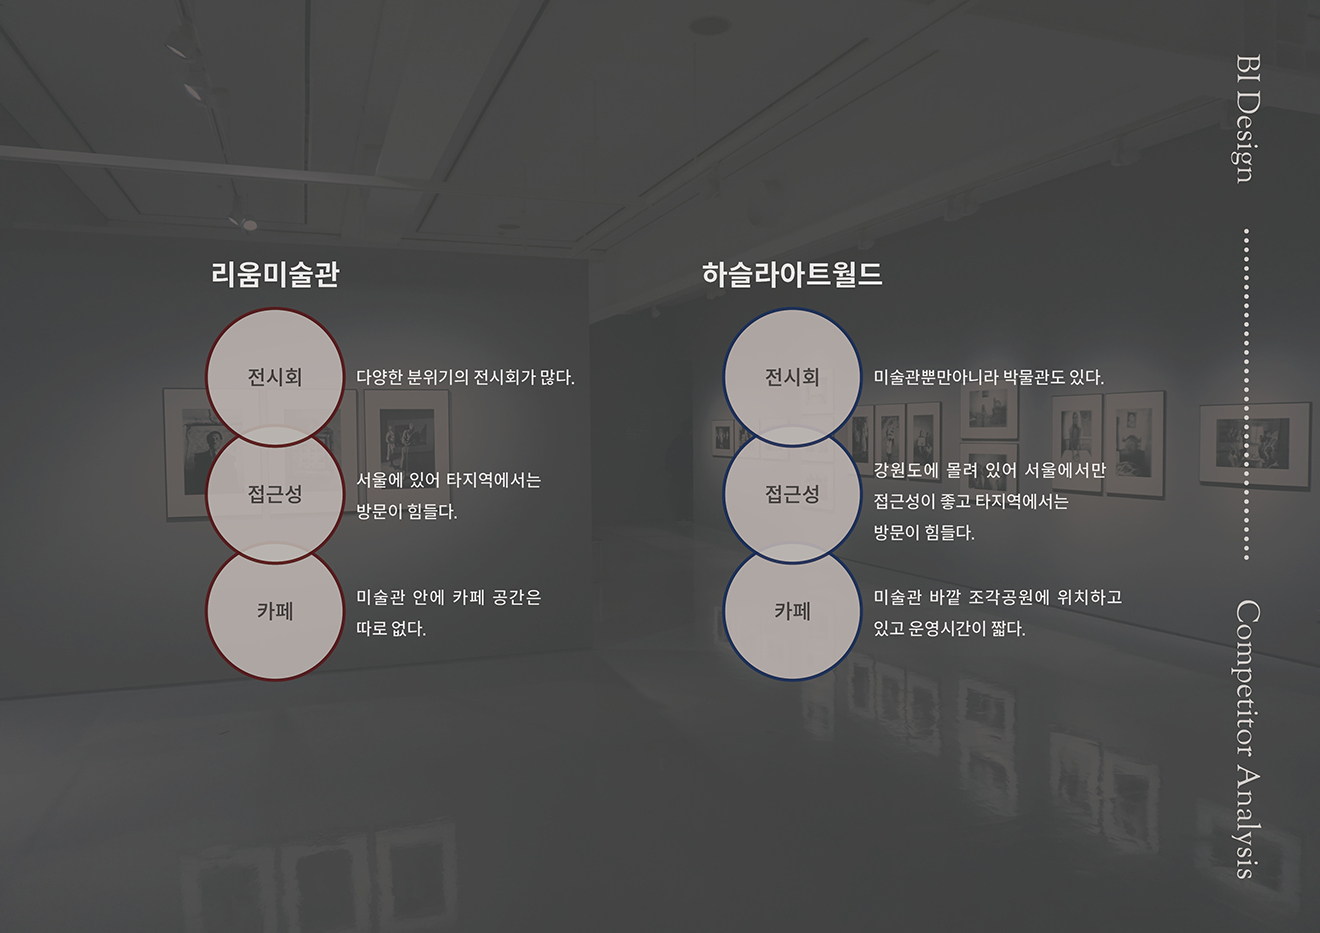 BI Design
Competitor Analysis
리움미술관
전시회
다양한 분위기의 전시회가 많다.
접근성
서울에 있어 타지역에서는
방문이 힘들다.
카페
미술관 안에 카페 공간은
따로 없다.
하슬라아트월드
전시회
미술관뿐만아니라 박물관도 있다.
접근성
강원도에 몰려 있어 서울에서만
접근성이 좋고 타지역에서는
방문이 힘들다.
카페
미술관 바깥 조각공원에 위치하고
있고 운영시간이 짧다.